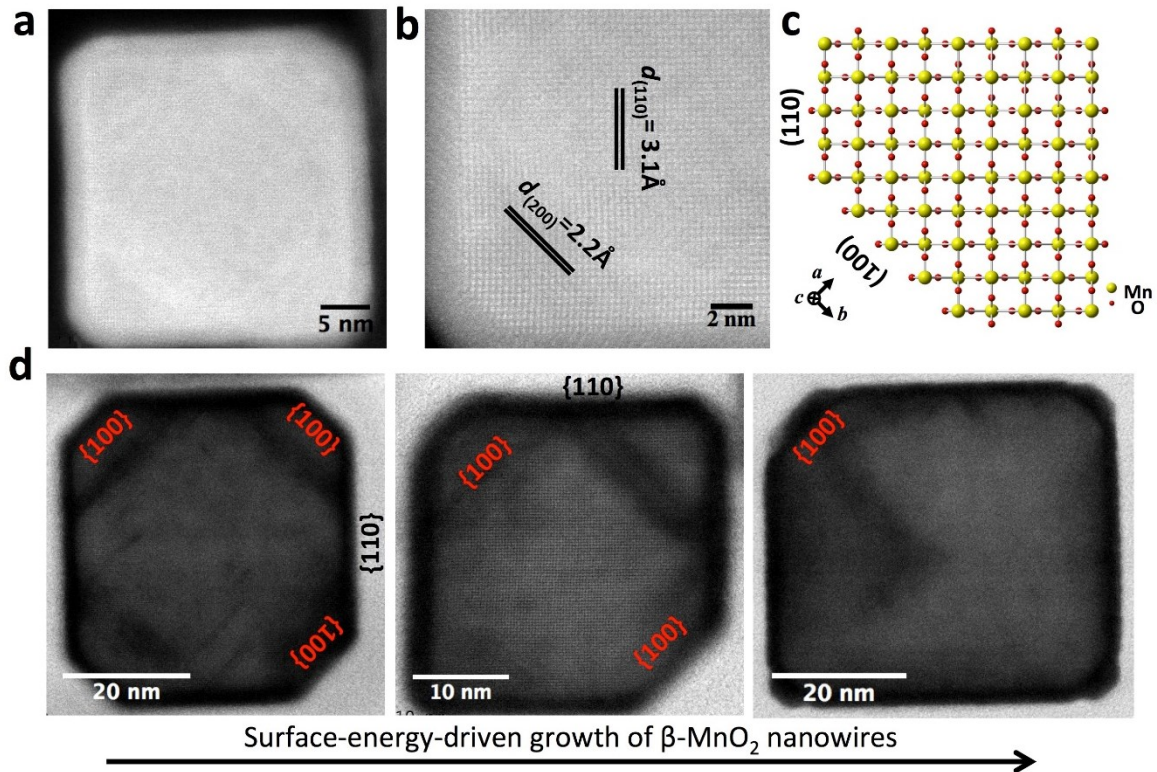 a
5 nm
b
d(110)= 3.1Å
d(200)=2.2Å
2 nm
c
(110)
(100)
a
c
b
Mn
O
d
{100}
{100}
{110}
{100}
20 nm
{110}
{100}
{100}
10 nm
{100}
20 nm
Surface-energy-driven growth of β-MnO₂ nanowires